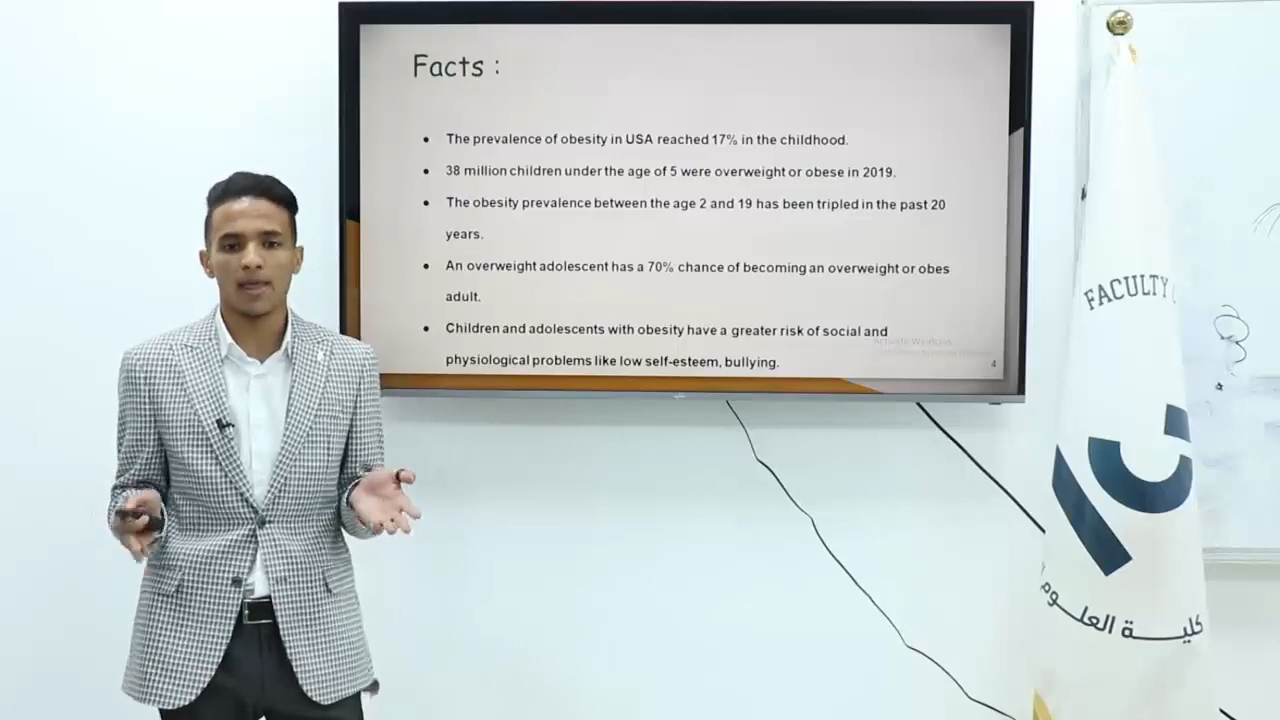 Facts :
• The prevalence of obesity in USA reached 17% in the childhood.
• 38 million children under the age of 5 were overweight or obese in 2019.
• The obesity prevalence between the age 2 and 19 has been tripled in the past 20
years.
• An overweight adolescent has a 70% chance of becoming an overweight or obes
adult.
• Children and adolescents with obesity have a greater risk of social and
physiological problems like low self-esteem, bullying.
Activate Windows
4
FACULTY
كليـــة العلـــوم